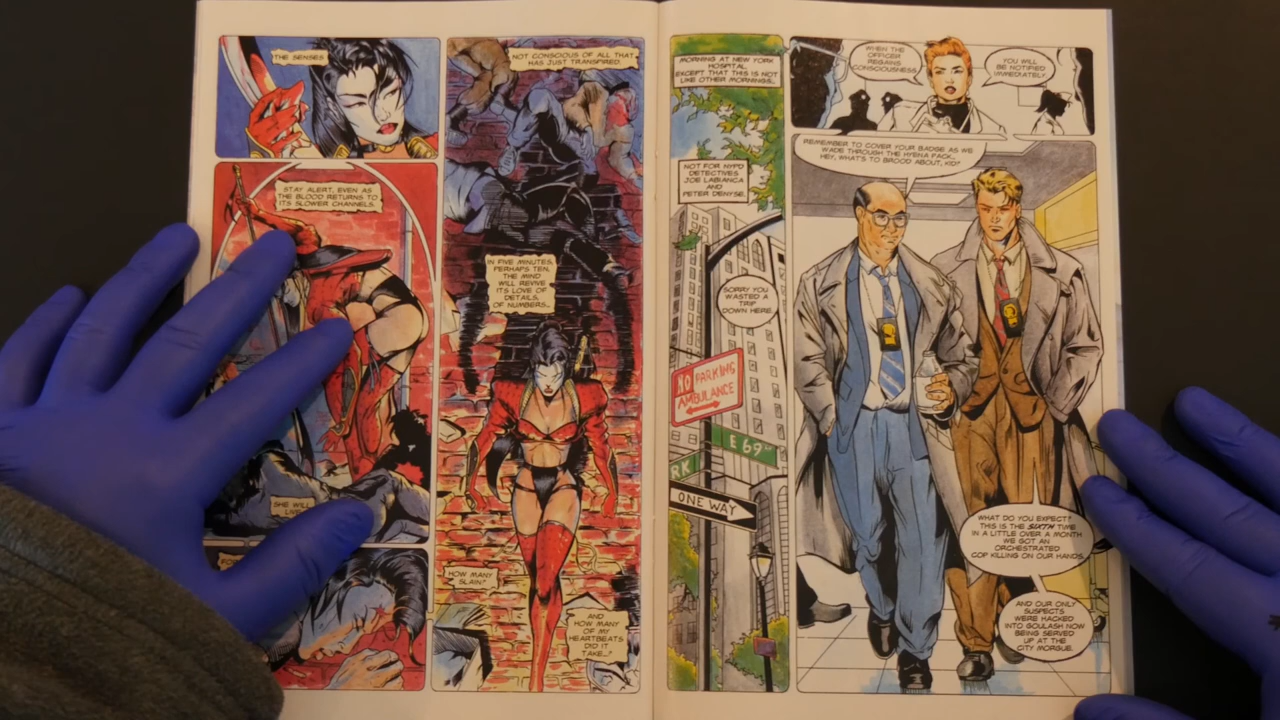 THE SENSES
STAY ALERT, EVEN AS
THE BLOOD RETURNS TO
ITS SLOWER CHANNELS.
SHE WILL
NOT CONSCIOUS OF ALL THAT
HAS JUST TRANSPIRED.
IN FIVE MINUTES,
PERHAPS TEN,
THE MIND
WILL REVIVE
ITS LOVE OF
DETAILS,
OF NUMBERS...
HOW MANY
SLAIN?
AND
HOW MANY
OF MY
HEARTBEATS
DID IT
TAKE...?
MORNING AT NEW YORK
HOSPITAL.
EXCEPT THAT THIS IS NOT
LIKE OTHER MORNINGS...
NOT FOR NYPD
DETECTIVES
JOE LABIANCA
AND
PETER DENYSE.
SORRY YOU
WASTED A
TRIP
DOWN HERE.
NO PARKING
AMBULANCE
E 69 ST
RK
ONE WAY
WHEN THE
OFFICER
REGAINS
CONSCIOUSNESS
YOU WILL
BE NOTIFIED
IMMEDIATELY.
REMEMBER TO COVER YOUR BADGE AS WE
WADE THROUGH THE HYENA PACK...
HEY, WHAT'S TO BROOD ABOUT, KID?
WHAT DO YOU EXPECT?
THIS IS THE SIXTH TIME
IN A LITTLE OVER A MONTH
WE GOT AN
ORCHESTRATED
COP KILLING ON OUR HANDS.
AND OUR ONLY
SUSPECTS
WERE HACKED
INTO GOULASH NOW
BEING SERVED
UP AT THE
CITY MORGUE.